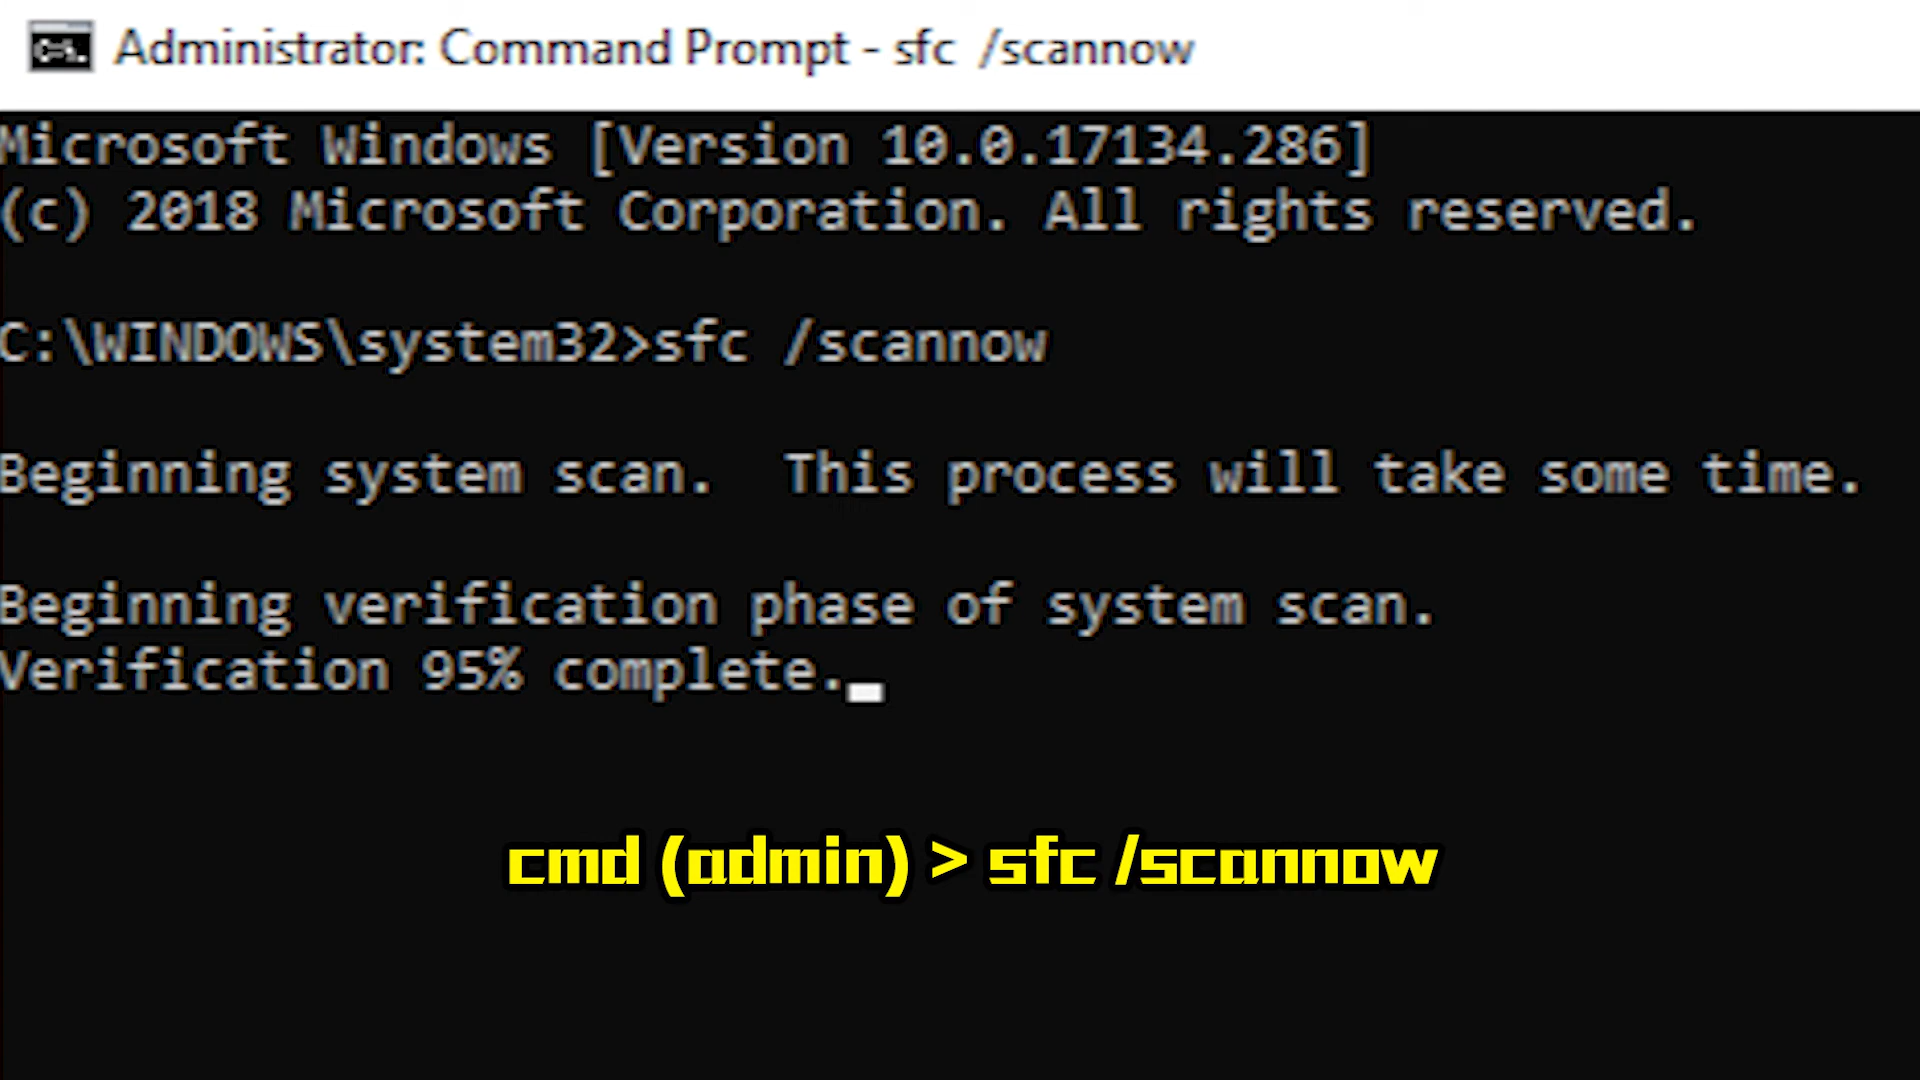 Administrator: Command Prompt - sfc /scannow
Microsoft Windows [Version 10.0.17134.286]
(c) 2018 Microsoft Corporation. All rights reserved.
C:\WINDOWS\system32>sfc /scannow
Beginning system scan.  This process will take some time.
Beginning verification phase of system scan.
Verification 95% complete.
cmd (admin) > sfc /scannow